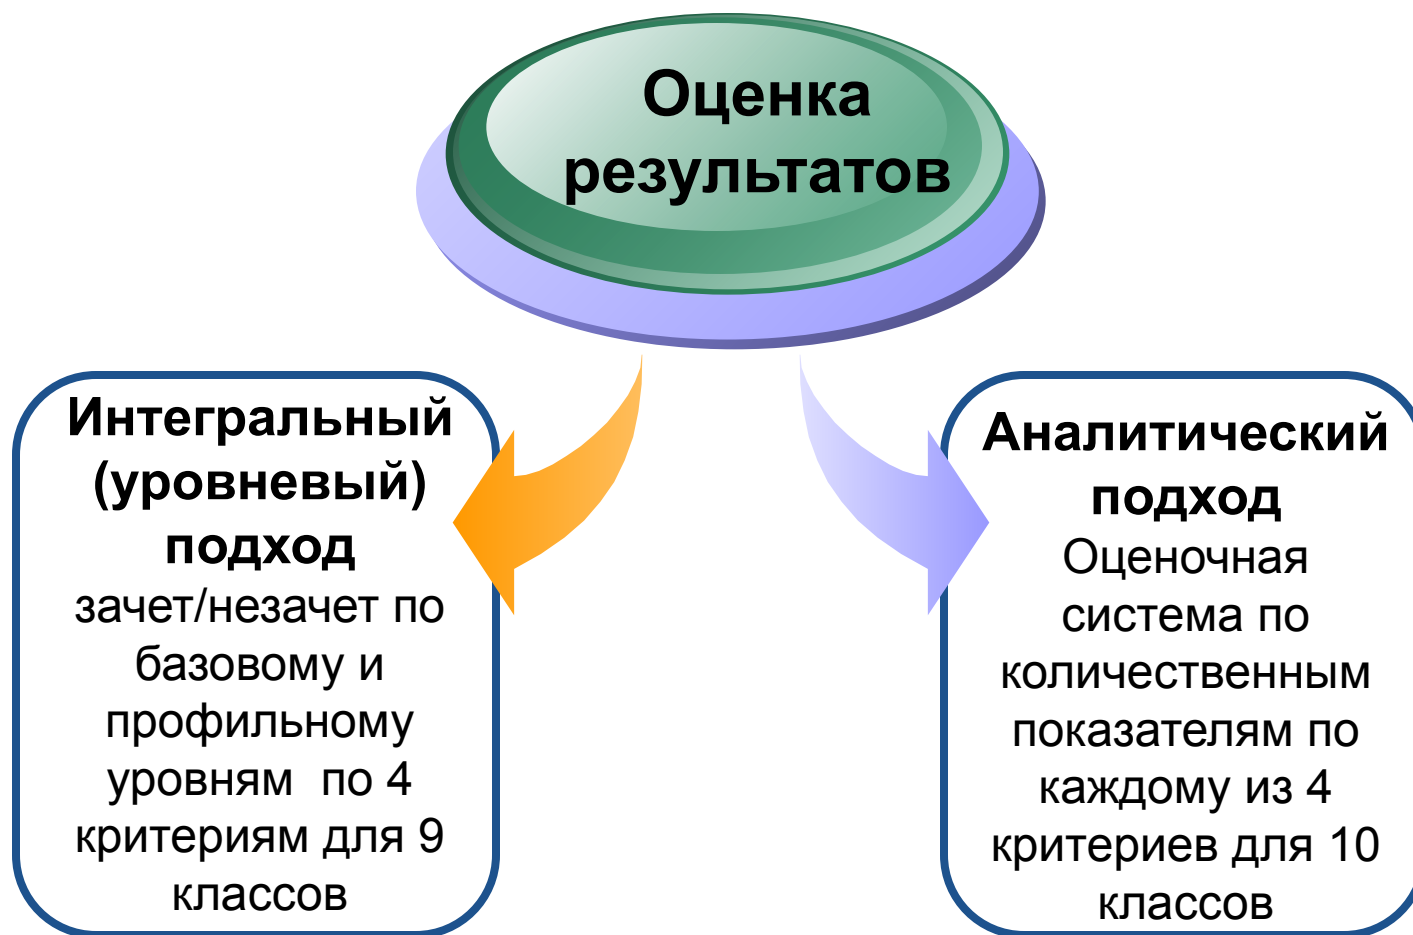 Оценка
результатов
Интегральный
(уровневый)
подход
зачет/незачет по
базовому и
профильному
уровням  по 4
критериям для 9
классов
Аналитический
подход
Оценочная
система по
количественным
показателям по
каждому из 4
критериев для 10
классов